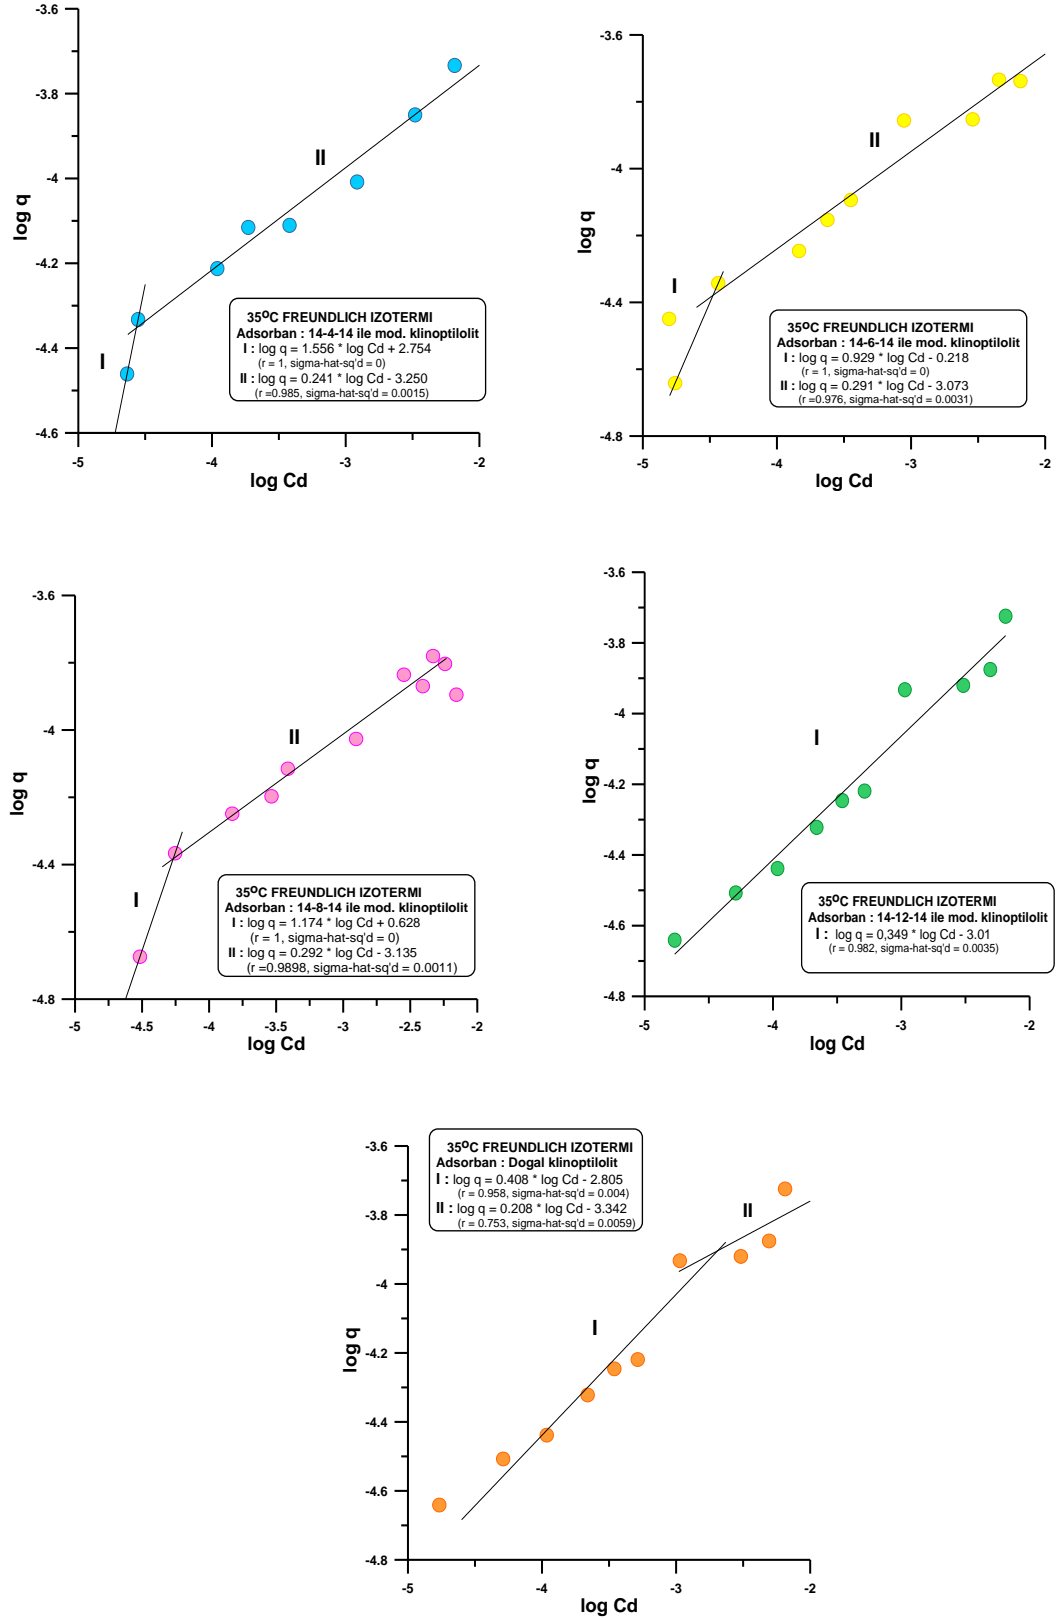 -3.6
-3.8
-4
-4.2
-4.4
-4.6
log q
II
I
35ºC FREUNDLICH IZOTERMI
Adsorban : 14-4-14 ile mod. klinoptilolit
I : log q = 1.556 * log Cd + 2.754
(r = 1, sigma-hat-sq'd = 0)
II : log q = 0.241 * log Cd - 3.250
(r =0.985, sigma-hat-sq'd = 0.0015)
-5 -4 -3 -2
log Cd
-3.6
-4
-4.4
-4.8
log q
II
I
35ºC FREUNDLICH IZOTERMI
Adsorban : 14-6-14 ile mod. klinoptilolit
I : log q = 0.929 * log Cd - 0.218
(r = 1, sigma-hat-sq'd = 0)
II : log q = 0.291 * log Cd - 3.073
(r =0.976, sigma-hat-sq'd = 0.0031)
-5 -4 -3 -2
log Cd
-3.6
-4
-4.4
-4.8
log q
II
I
35ºC FREUNDLICH IZOTERMI
Adsorban : 14-8-14 ile mod. klinoptilolit
I : log q = 1.174 * log Cd + 0.628
(r = 1, sigma-hat-sq'd = 0)
II : log q = 0.292 * log Cd - 3.135
(r =0.9898, sigma-hat-sq'd = 0.0011)
-5 -4.5 -4 -3.5 -3 -2.5 -2
log Cd
-3.6
-3.8
-4
-4.2
-4.4
-4.6
-4.8
log q
I
35ºC FREUNDLICH IZOTERMI
Adsorban : 14-12-14 ile mod. klinoptilolit
I : log q = 0,349 * log Cd - 3.01
(r = 0.982, sigma-hat-sq'd = 0.0035)
-5 -4 -3 -2
log Cd
35ºC FREUNDLICH IZOTERMI
Adsorban : Dogal klinoptilolit
I : log q = 0.408 * log Cd - 2.805
(r = 0.958, sigma-hat-sq'd = 0.004)
II : log q = 0.208 * log Cd - 3.342
(r = 0.753, sigma-hat-sq'd = 0.0059)
-3.6
-3.8
-4
-4.2
-4.4
-4.6
-4.8
log q
II
I
-5 -4 -3 -2
log Cd